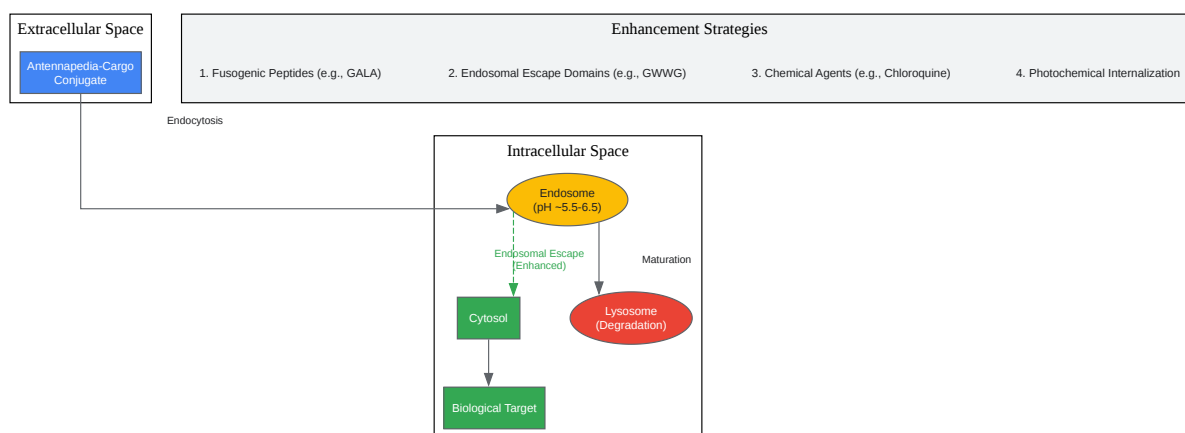 Extracellular Space
Antennapedia-Cargo
Conjugate
Enhancement Strategies
1. Fusogenic Peptides (e.g., GALA)
2. Endosomal Escape Domains (e.g., GWWG)
3. Chemical Agents (e.g., Chloroquine)
4. Photochemical Internalization
Endocytosis
Intracellular Space
Endosome
(pH ~5.5-6.5)
Endosomal Escape
(Enhanced)
Maturation
Cytosol
Lysosome
(Degradation)
Biological Target